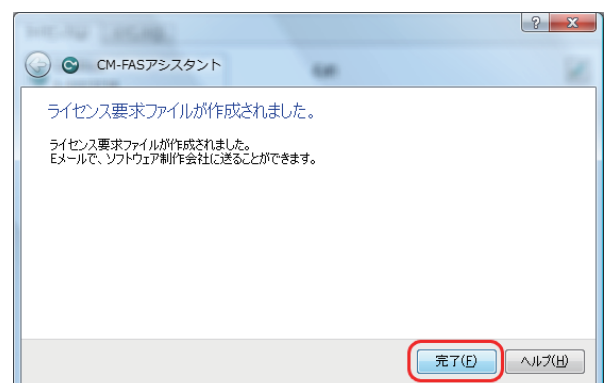 CM-FASアシスタント
ライセンス要求ファイルが作成されました。
ライセンス要求ファイルが作成されました。
Eメールで、ソフトウェア制作会社に送ることができます。
完了(F)
ヘルプ(H)